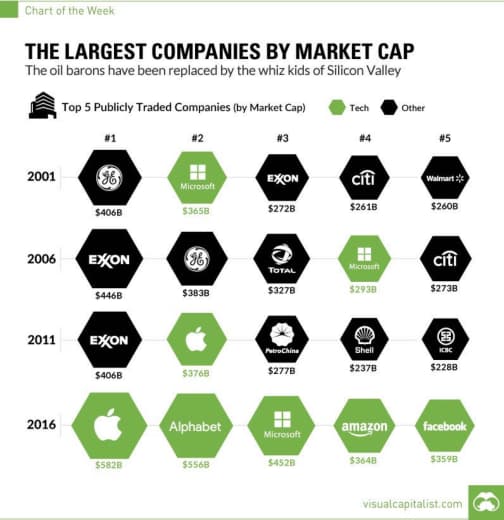 Chart of the Week
THE LARGEST COMPANIES BY MARKET CAP
The oil barons have been replaced by the whiz kids of Silicon Valley
Top 5 Publicly Traded Companies (by Market Cap) Tech Other
#1 #2 #3 #4 #5
2001 GE Microsoft EXXON citi Walmart
$406B $365B $272B $261B $260B
2006 EXXON GE TOTAL Microsoft citi
$446B $383B $327B $293B $273B
2011 EXXON PetroChina Shell ICBC
$406B $376B $277B $237B $228B
2016 Alphabet Microsoft amazon facebook
$582B $556B $452B $364B $359B
visualcapitalist.com